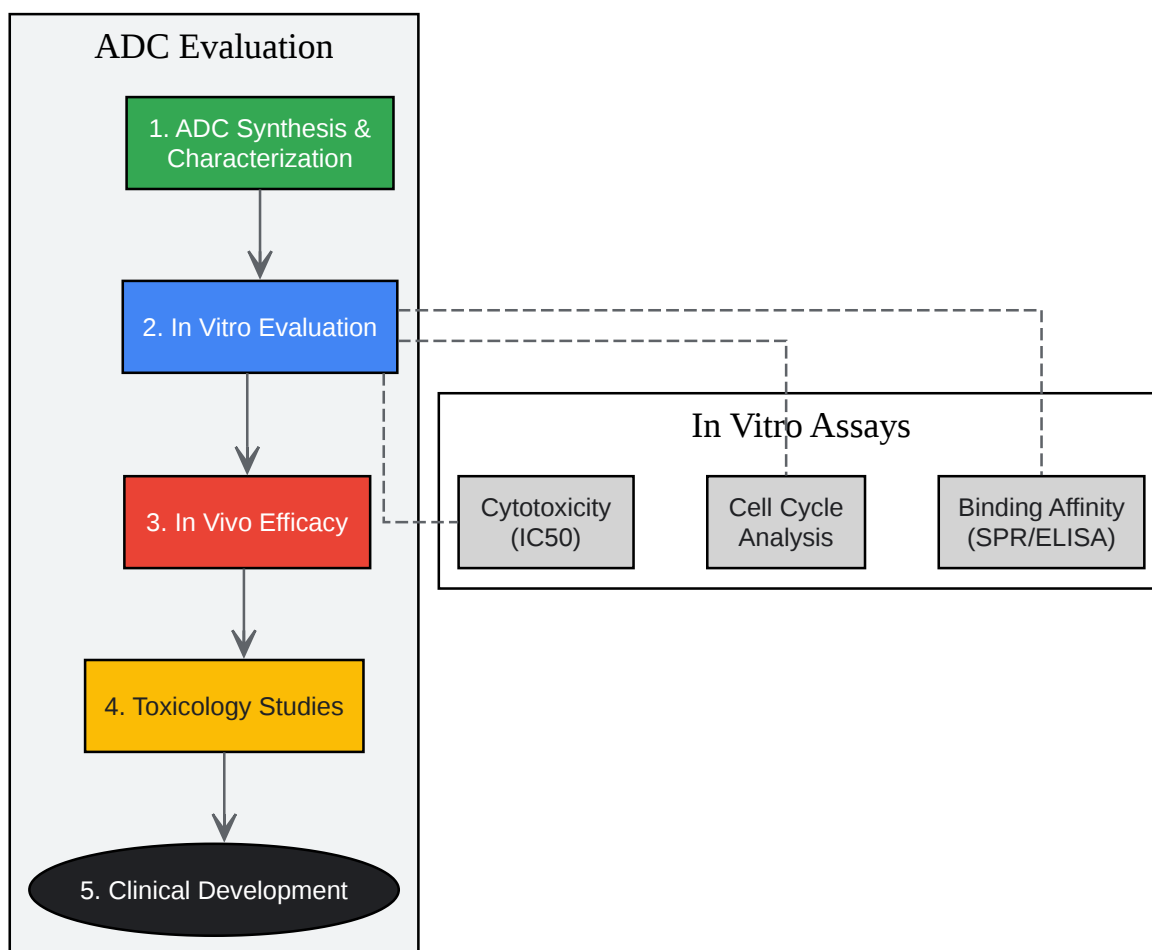 ADC Evaluation
1. ADC Synthesis &
Characterization
2. In Vitro Evaluation
In Vitro Assays
Cytotoxicity
(IC50)
Cell Cycle
Analysis
Binding Affinity
(SPR/ELISA)
3. In Vivo Efficacy
4. Toxicology Studies
5. Clinical Development